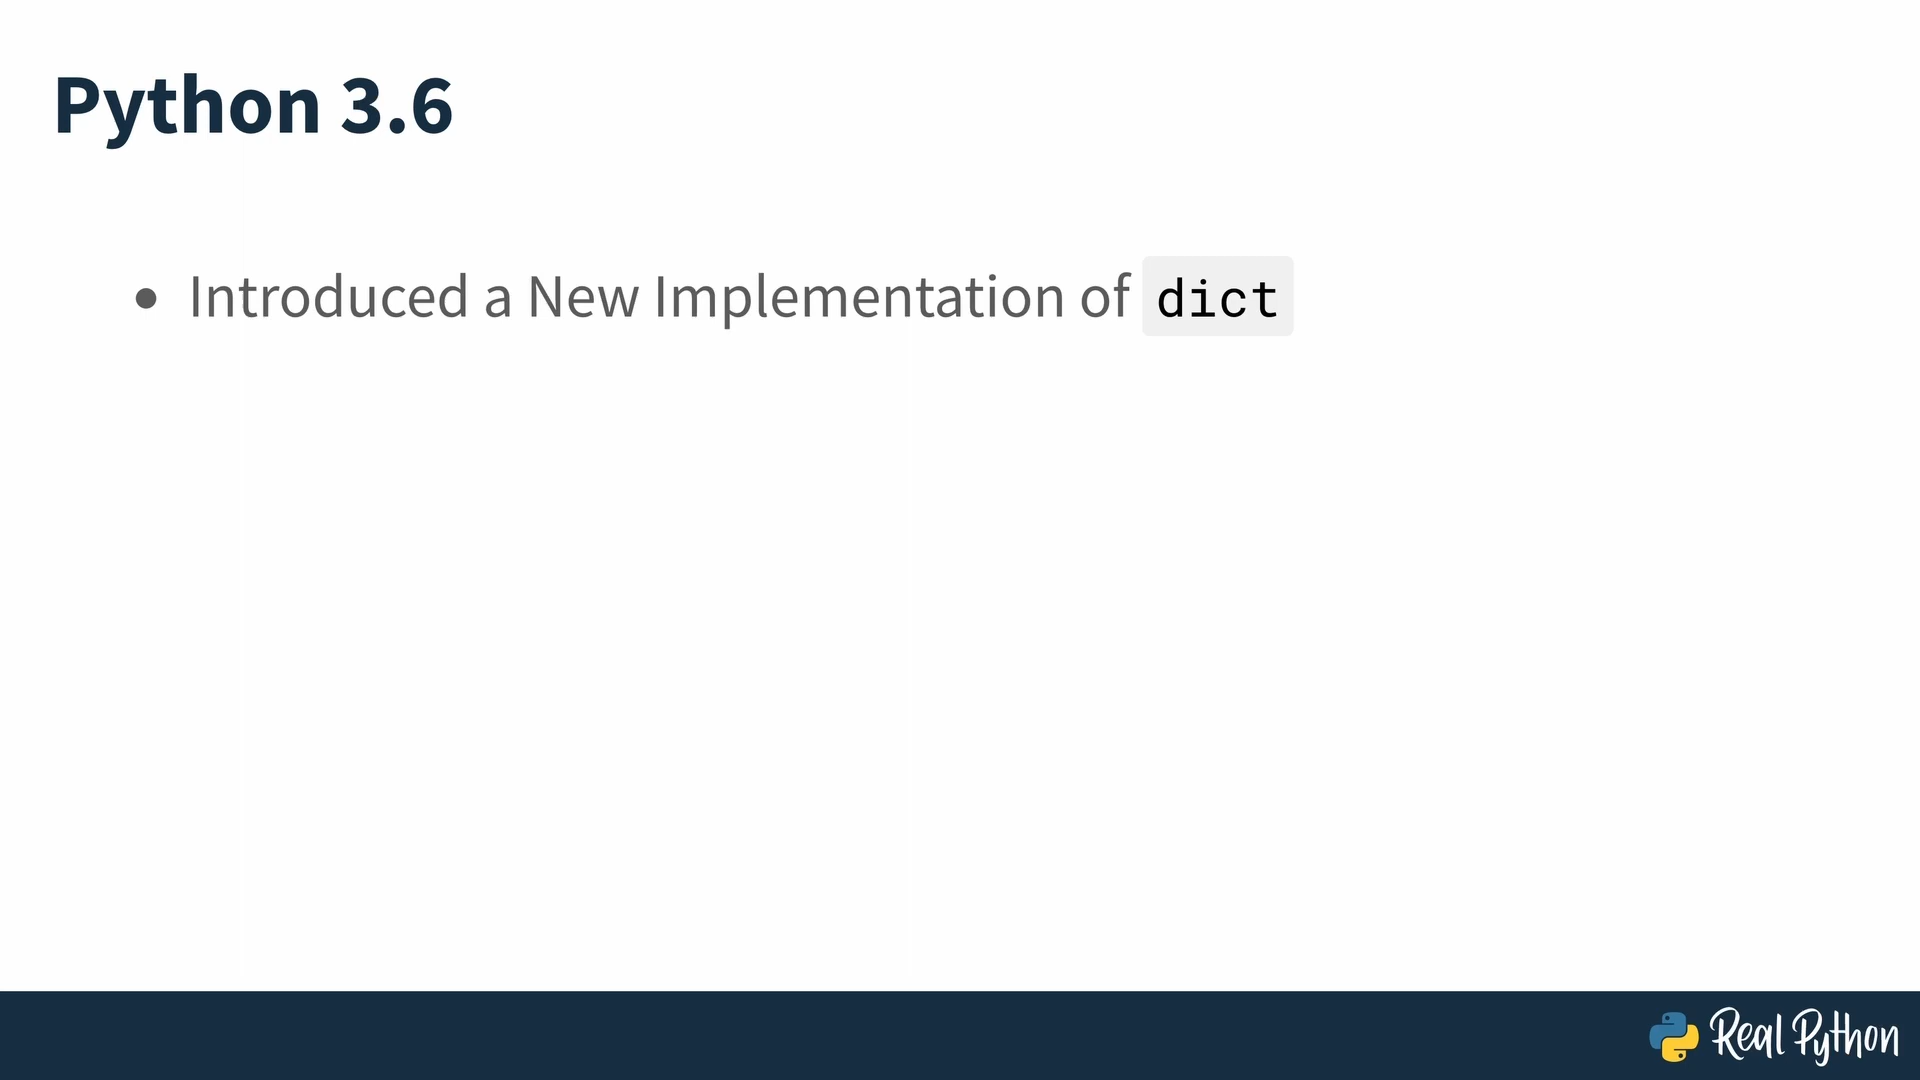 Python 3.6
• Introduced a New Implementation of dict
Real Python